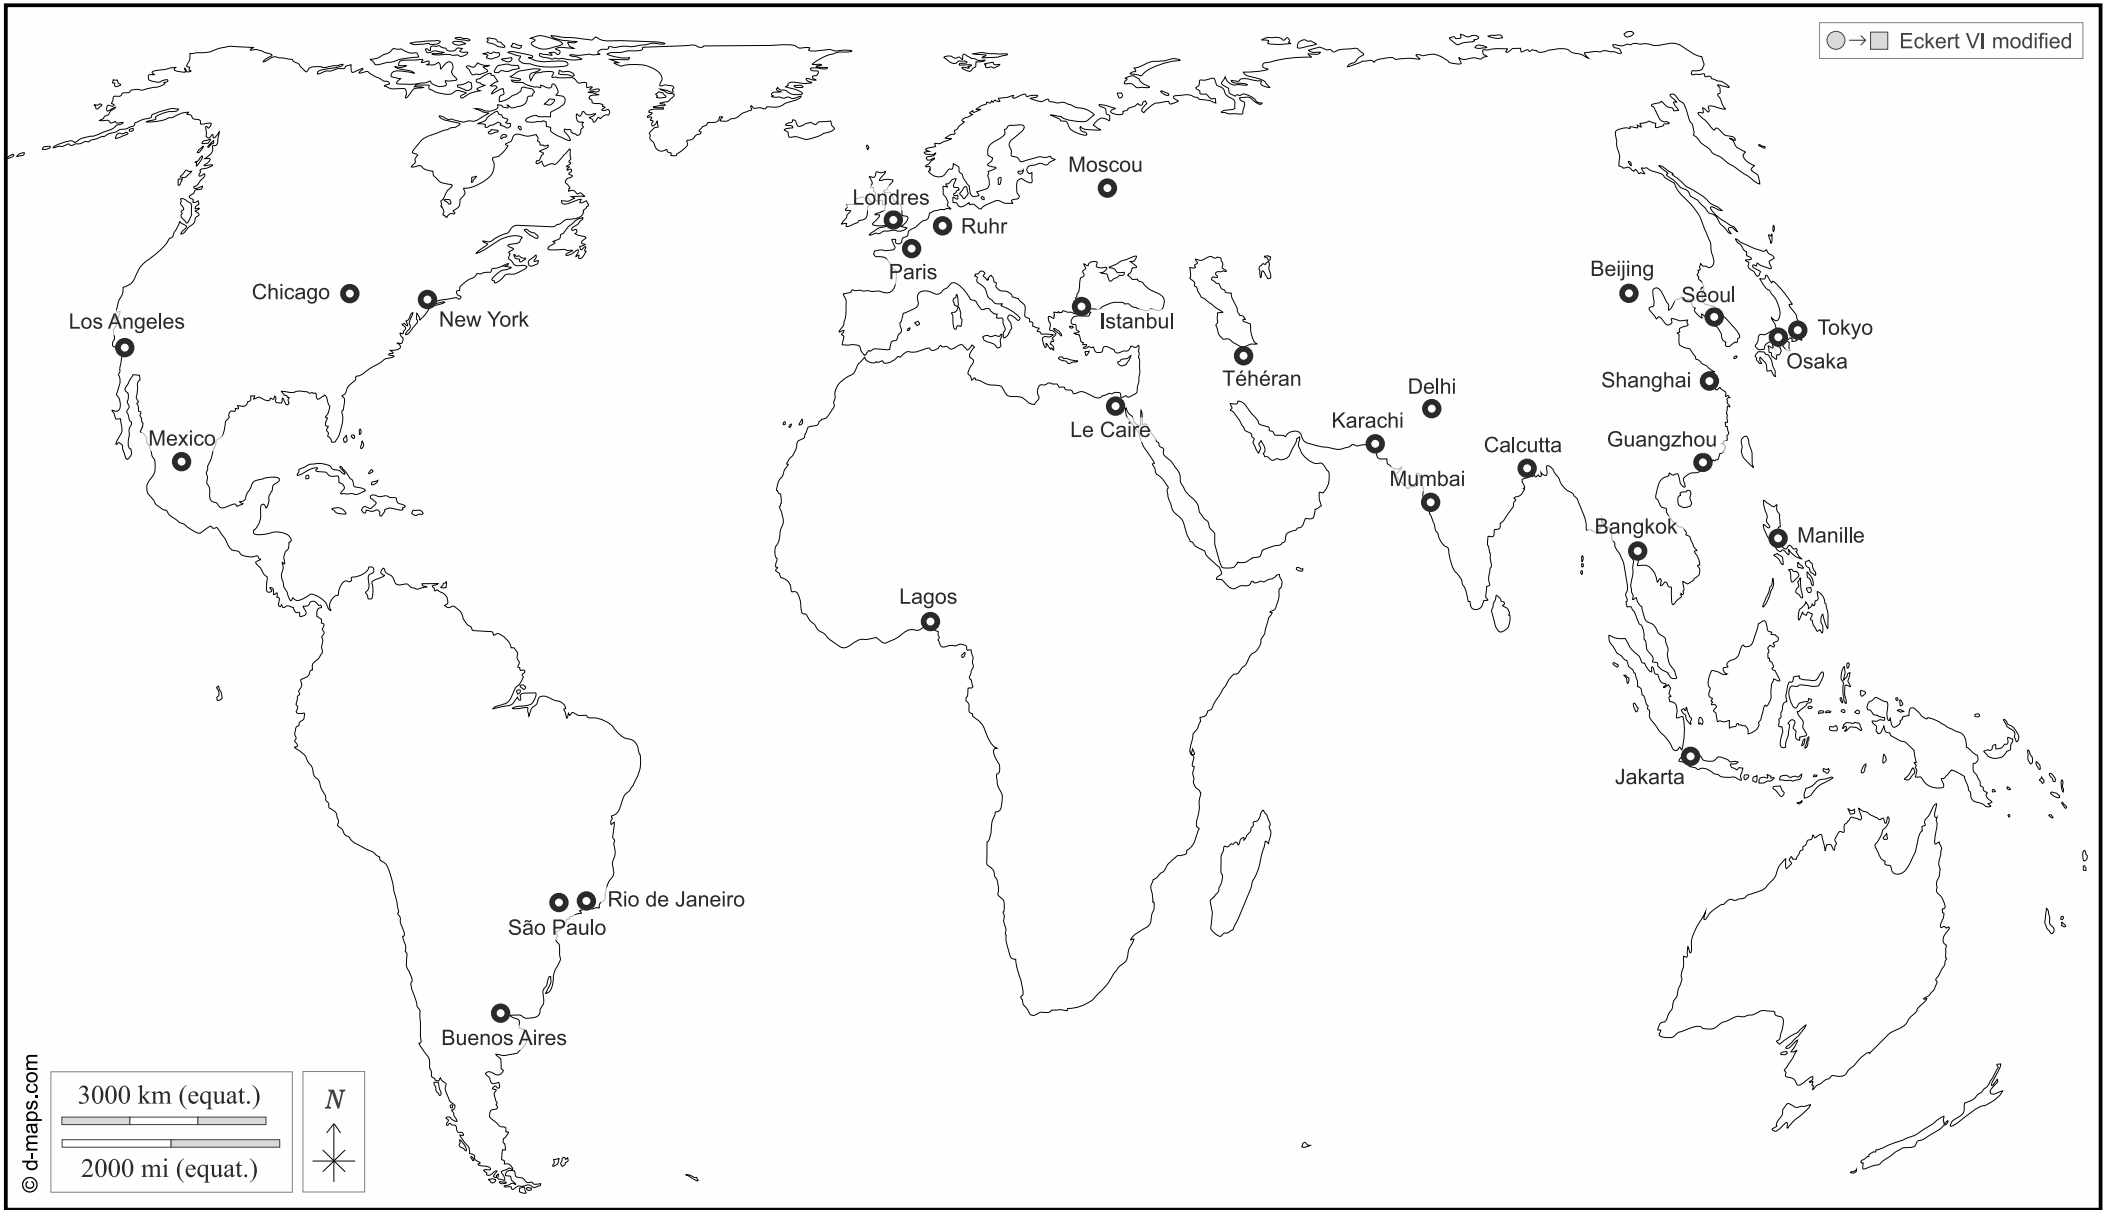 Eckert VI modified
Moscou
Londres
Ruhr
Paris
Chicago
New York
Los Angeles
Istanbul
Beijing
Séoul
Tokyo
Osaka
Téhéran
Shanghai
Delhi
Karachi
Le Caire
Mexico
Guangzhou
Calcutta
Mumbai
Bangkok
Manille
Lagos
Jakarta
Rio de Janeiro
São Paulo
Buenos Aires
3000 km (equat.)
2000 mi (equat.)
N
© d-maps.com